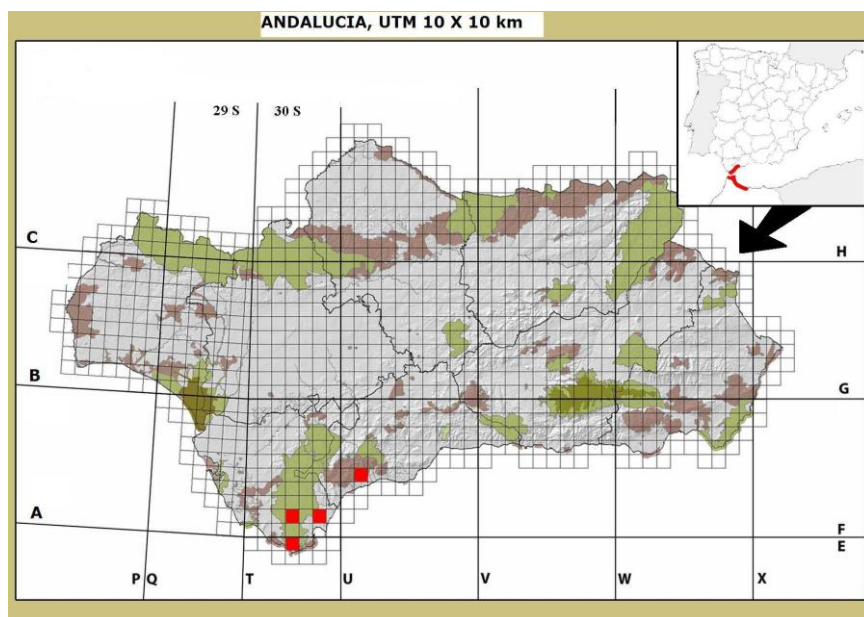 ANDALUCIA, UTM 10 X 10 km
29 S 30 S
C H
B G
A F
E
P Q T U V W X